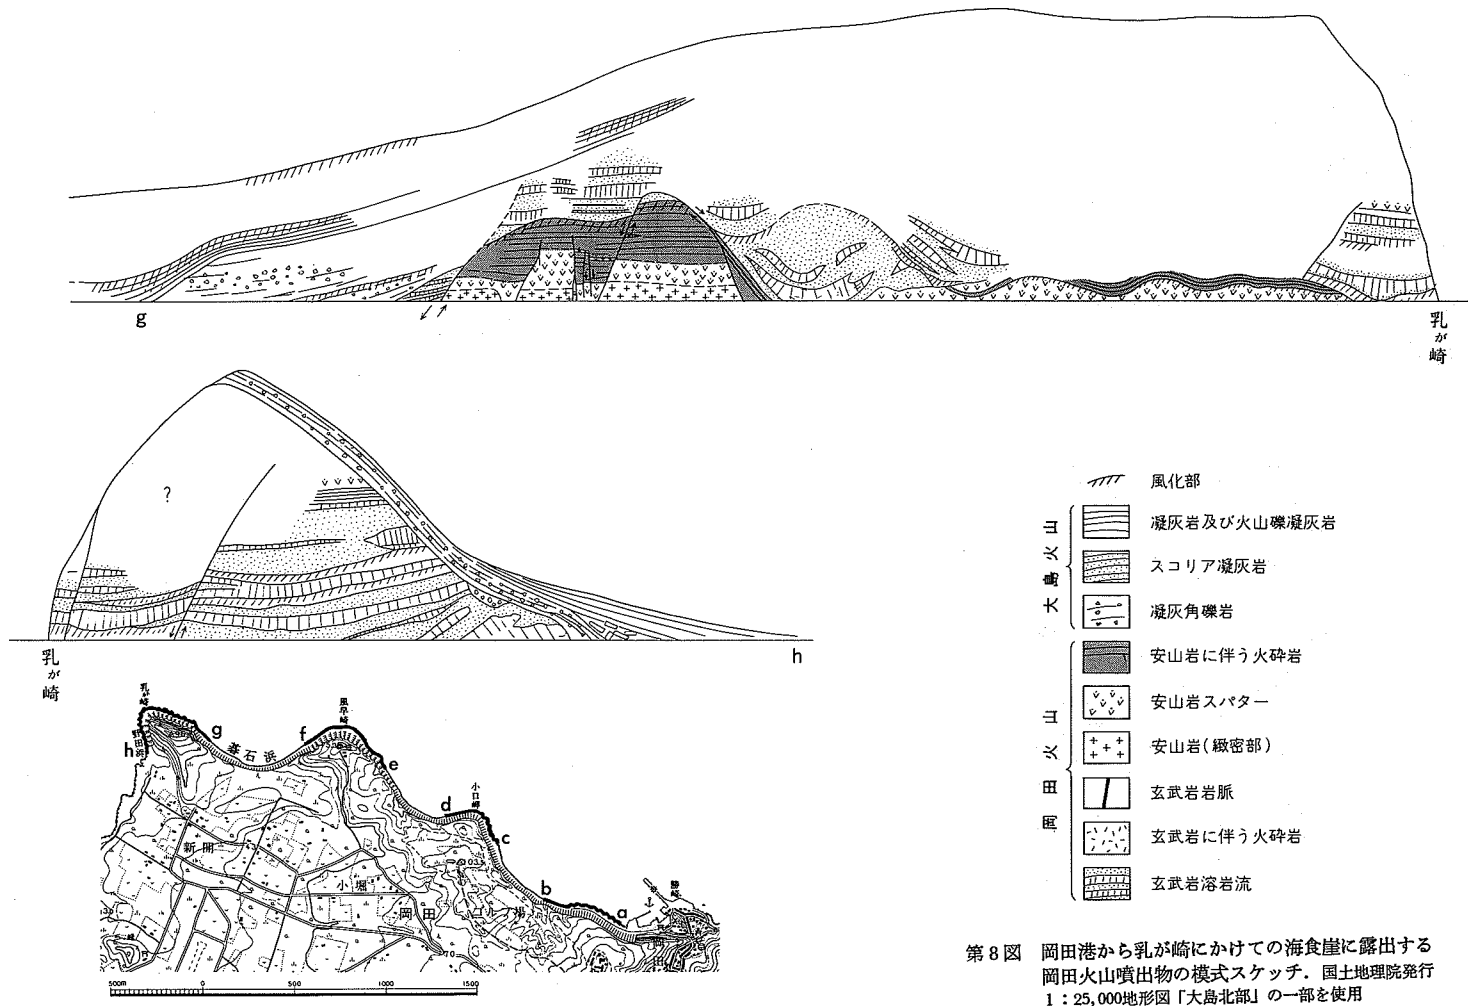 g
乳が崎
?
乳が崎
h
風化部
大島火山
凝灰岩及び火山礫凝灰岩
スコリア凝灰岩
凝灰角礫岩
岡田火山
安山岩に伴う火砕岩
安山岩スパター
安山岩(緻密部)
玄武岩岩脈
玄武岩に伴う火砕岩
玄武岩溶岩流
乳が崎
風早崎
g
f
h
碁石浜
e
小口岬
d
c
新開
小堀
b
勝崎
a
岡田
ゴルフ場
500m 0 500 1000 1500
第8図 岡田港から乳が崎にかけての海食崖に露出する
岡田火山噴出物の模式スケッチ.国土地理院発行
1:25,000地形図「大島北部」の一部を使用